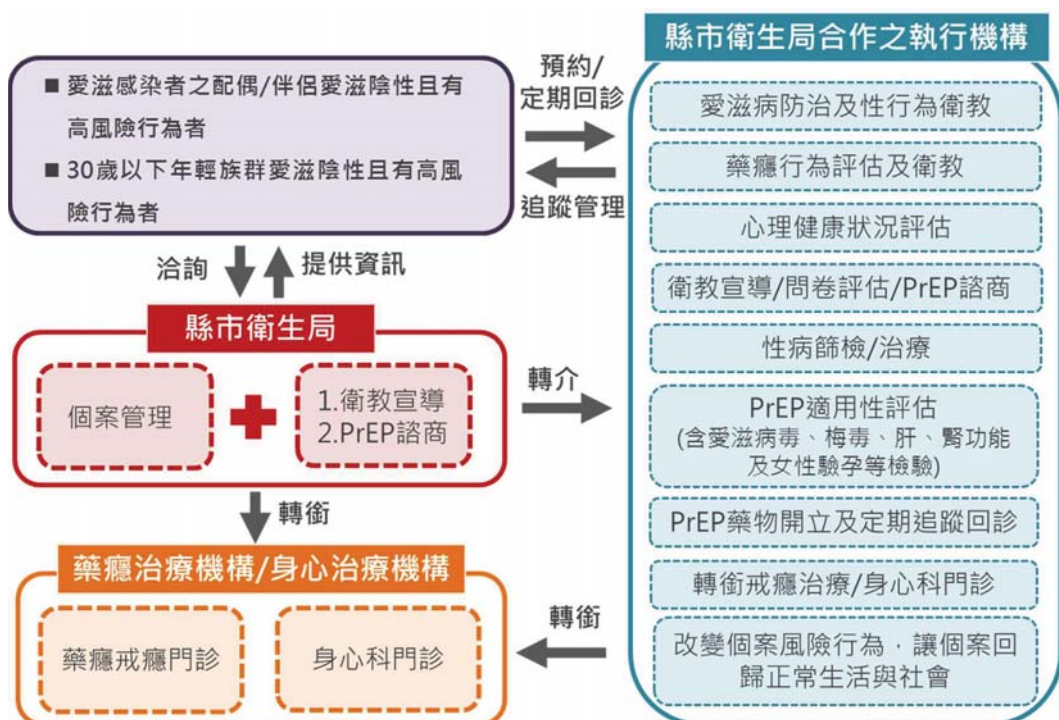 ■ 愛滋感染者之配偶/伴侶愛滋陰性且有
高風險行為者
■ 30歲以下年輕族群愛滋陰性且有高風
險行為者
預約/
定期回診
追蹤管理
洽詢
提供資訊
縣市衛生局
個案管理
1.衛教宣導
2.PrEP諮商
轉介
轉銜
藥癮治療機構/身心治療機構
藥癮戒癮門診
身心科門診
轉銜
縣市衛生局合作之執行機構
愛滋病防治及性行為衛教
藥癮行為評估及衛教
心理健康狀況評估
衛教宣導/問卷評估/PrEP諮商
性病篩檢/治療
PrEP適用性評估
(含愛滋病毒、梅毒、肝、腎功能
及女性驗孕等檢驗)
PrEP藥物開立及定期追蹤回診
轉銜戒癮治療/身心科門診
改變個案風險行為，讓個案回
歸正常生活與社會